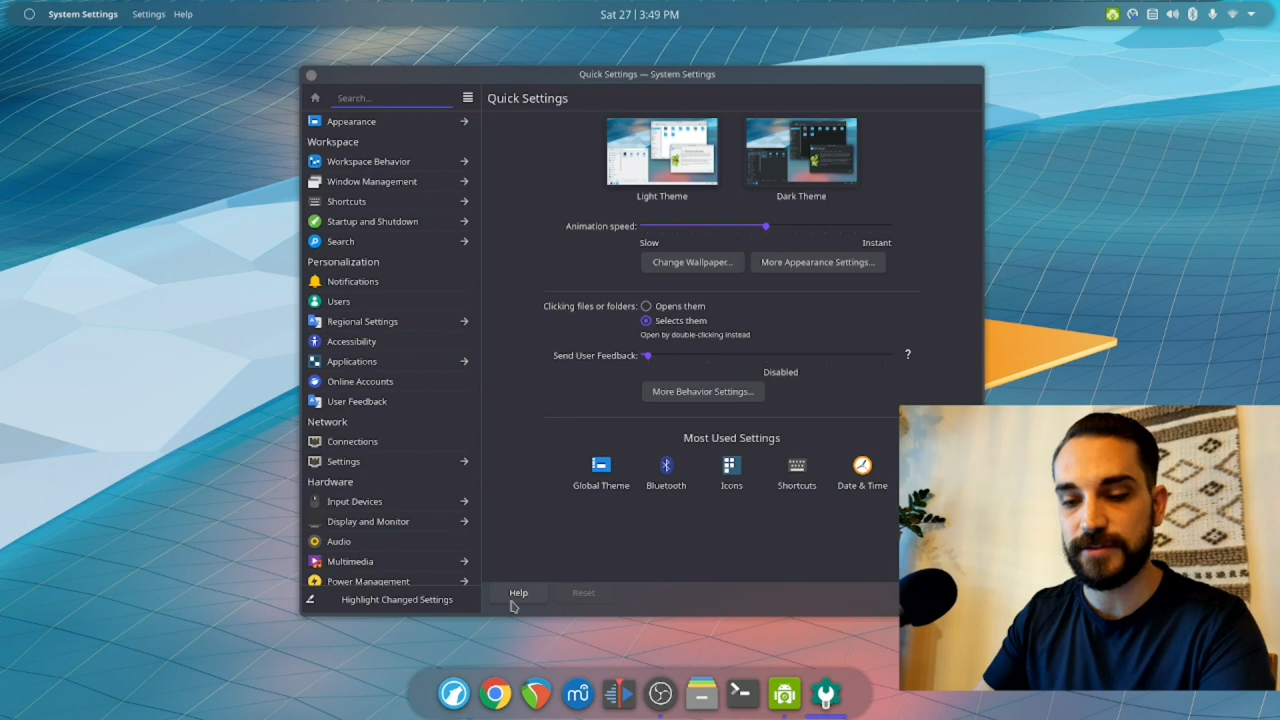 System Settings Settings Help Sat 27 | 3:49 PM
Quick Settings — System Settings
Search...
Appearance
Workspace
Workspace Behavior
Window Management
Shortcuts
Startup and Shutdown
Search
Personalization
Notifications
Users
Regional Settings
Accessibility
Applications
Online Accounts
User Feedback
Network
Connections
Settings
Hardware
Input Devices
Display and Monitor
Audio
Multimedia
Power Management
Highlight Changed Settings
Quick Settings
Light Theme Dark Theme
Animation speed:
Slow Instant
Change Wallpaper... More Appearance Settings...
Clicking files or folders: Opens them
Selects them
Open by double-clicking instead
Send User Feedback: ?
Disabled
More Behavior Settings...
Most Used Settings
Global Theme Bluetooth Icons Shortcuts Date & Time
Help Reset